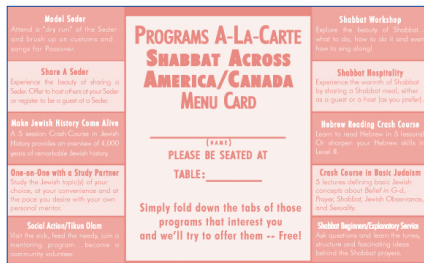 Model Seder
Attend a "dry run" of the Seder
and brush up on customs and
songs for Passover.
Share A Seder
Experience the beauty of sharing a
Seder. Offer to host others at your Seder
or register to be a guest at a Seder.
Make Jewish History Come Alive
A 5 session Crash Course in Jewish
History provides an overview of 4,000
years of remarkable Jewish history.
One-on-One with a Study Partner
Study the Jewish topic(s) of your
choice, at your convenience and at
the pace you desire with your own
personal mentor.
Social Action/Tikun Olam
Visit the sick, feed the needy, join a
mentoring program ... become a
community volunteer.
PROGRAMS A-LA-CARTE
SHABBAT ACROSS
AMERICA/CANADA
MENU CARD
(NAME)
PLEASE BE SEATED AT
TABLE:
Simply fold down the tabs of those
programs that interest you
and we'll try to offer them -- Free!
Shabbat Workshop
Explore the beauty of Shabbat...
what to do, how to do it and even
how to sing along!
Shabbat Hospitality
Experience the warmth of Shabbat
by sharing a Shabbat meal, either
as a guest or a host (as you prefer).
Hebrew Reading Crash Course
Learn to read Hebrew in 5 lessons!
Or sharpen your Hebrew skills in
Level II.
Crash Course in Basic Judaism
5 lectures defining basic Jewish
concepts about Belief in G-d,
Prayer, Shabbat, Jewish Observance,
and Sexuality.
Shabbat Beginners/Explanatory Service
Ask questions and learn the tunes,
structure and fascinating ideas
behind the Shabbat prayers.